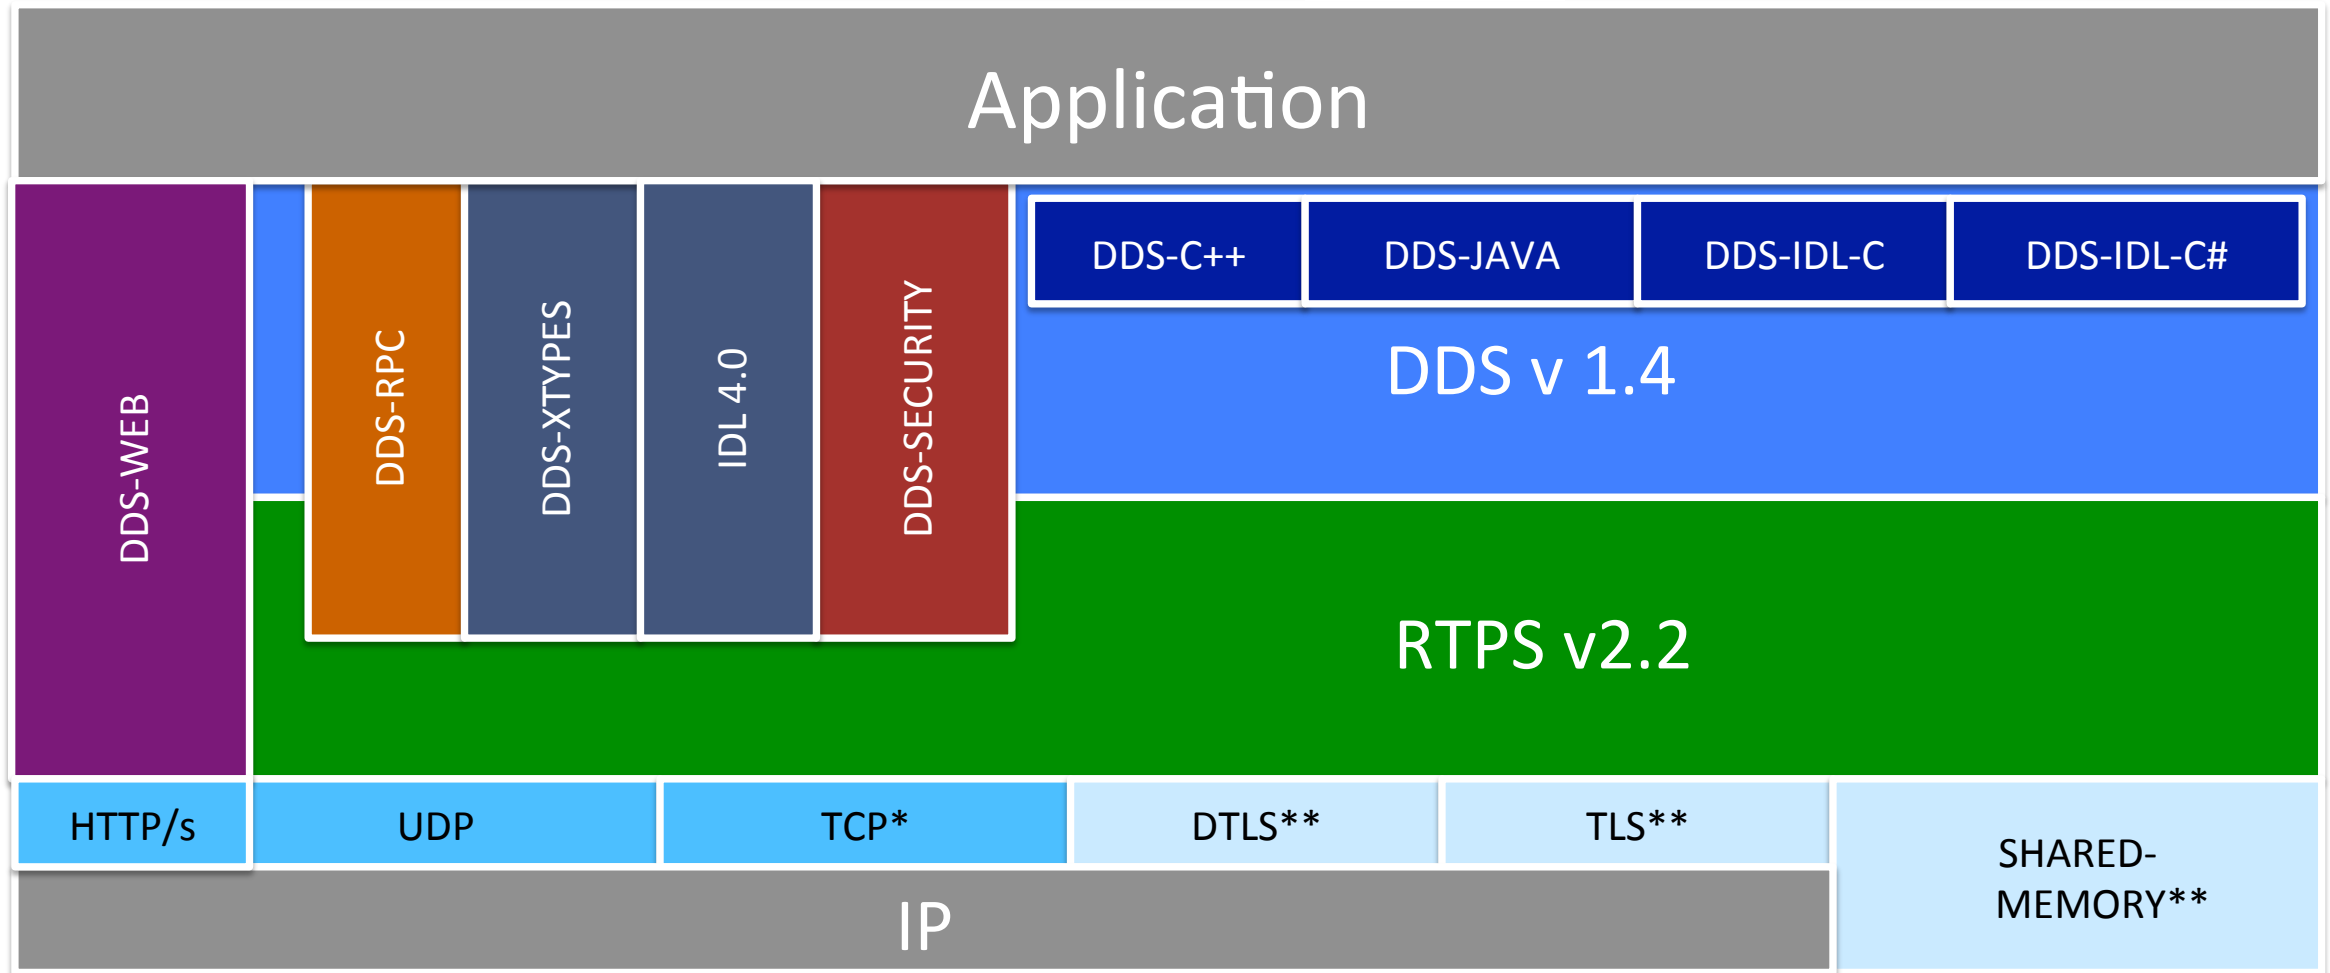 Application
DDS-WEB
DDS-RPC
DDS-XTYPES
IDL 4.0
DDS-SECURITY
DDS-C++
DDS-JAVA
DDS-IDL-C
DDS-IDL-C#
DDS v 1.4
RTPS v2.2
HTTP/s
UDP
TCP*
DTLS**
TLS**
SHARED-
MEMORY**
IP